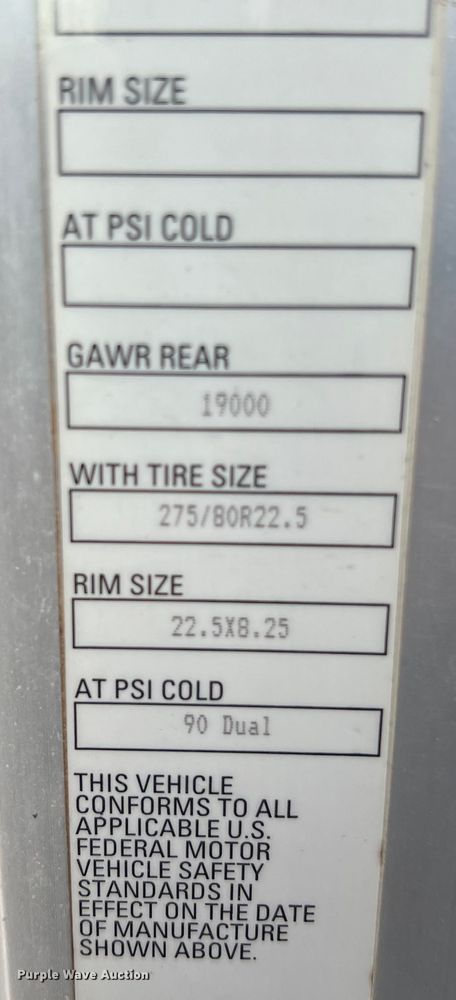 RIM SIZE
AT PSI COLD
GAWR REAR
19000
WITH TIRE SIZE
275/80R22.5
RIM SIZE
22.5X8.25
AT PSI COLD
90 Dual
THIS VEHICLE
CONFORMS TO ALL
APPLICABLE U.S.
FEDERAL MOTOR
VEHICLE SAFETY
STANDARDS IN
EFFECT ON THE DATE
OF MANUFACTURE
SHOWN ABOVE.
Purple Wave Auction